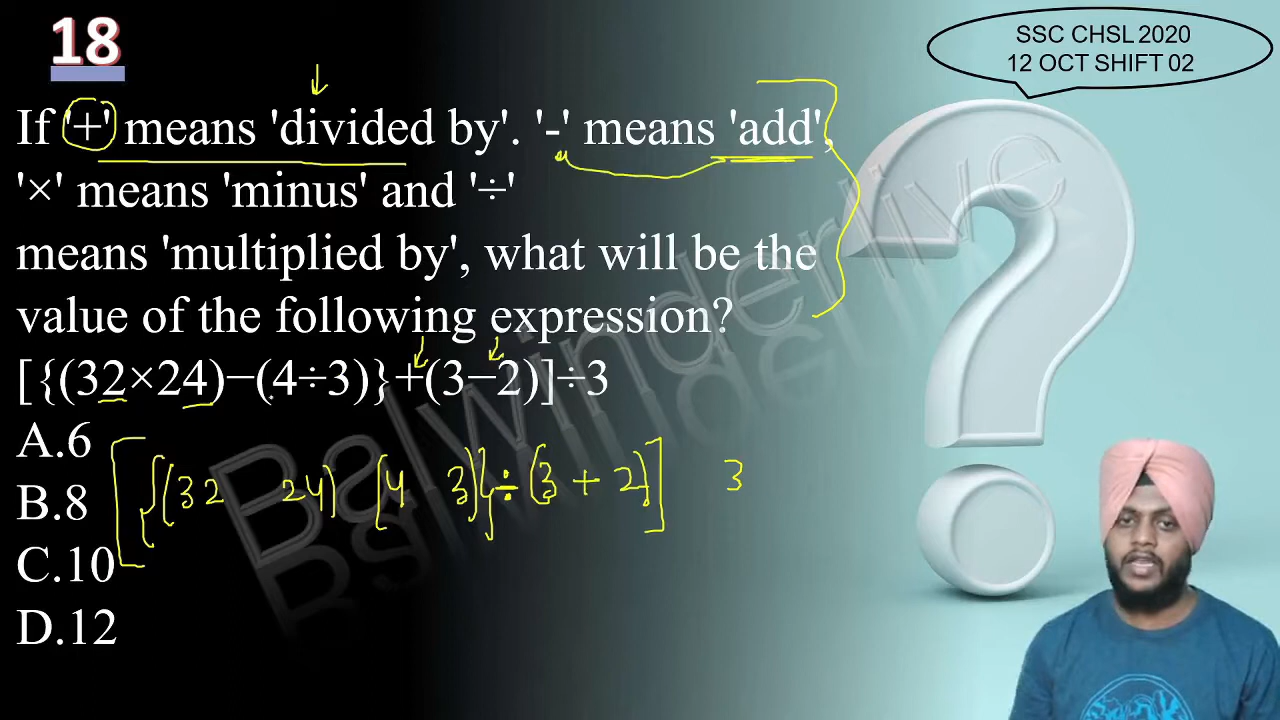 18
SSC CHSL 2020
12 OCT SHIFT 02
If '+' means 'divided by'. '-' means 'add',
'×' means 'minus' and '÷'
means 'multiplied by', what will be the
value of the following expression?
[{(32×24)−(4÷3)}+(3−2)]÷3
A.6
B.8
C.10
D.12
[{(32 24) (4 3)}÷(3+2)] 3
Balwinderlive